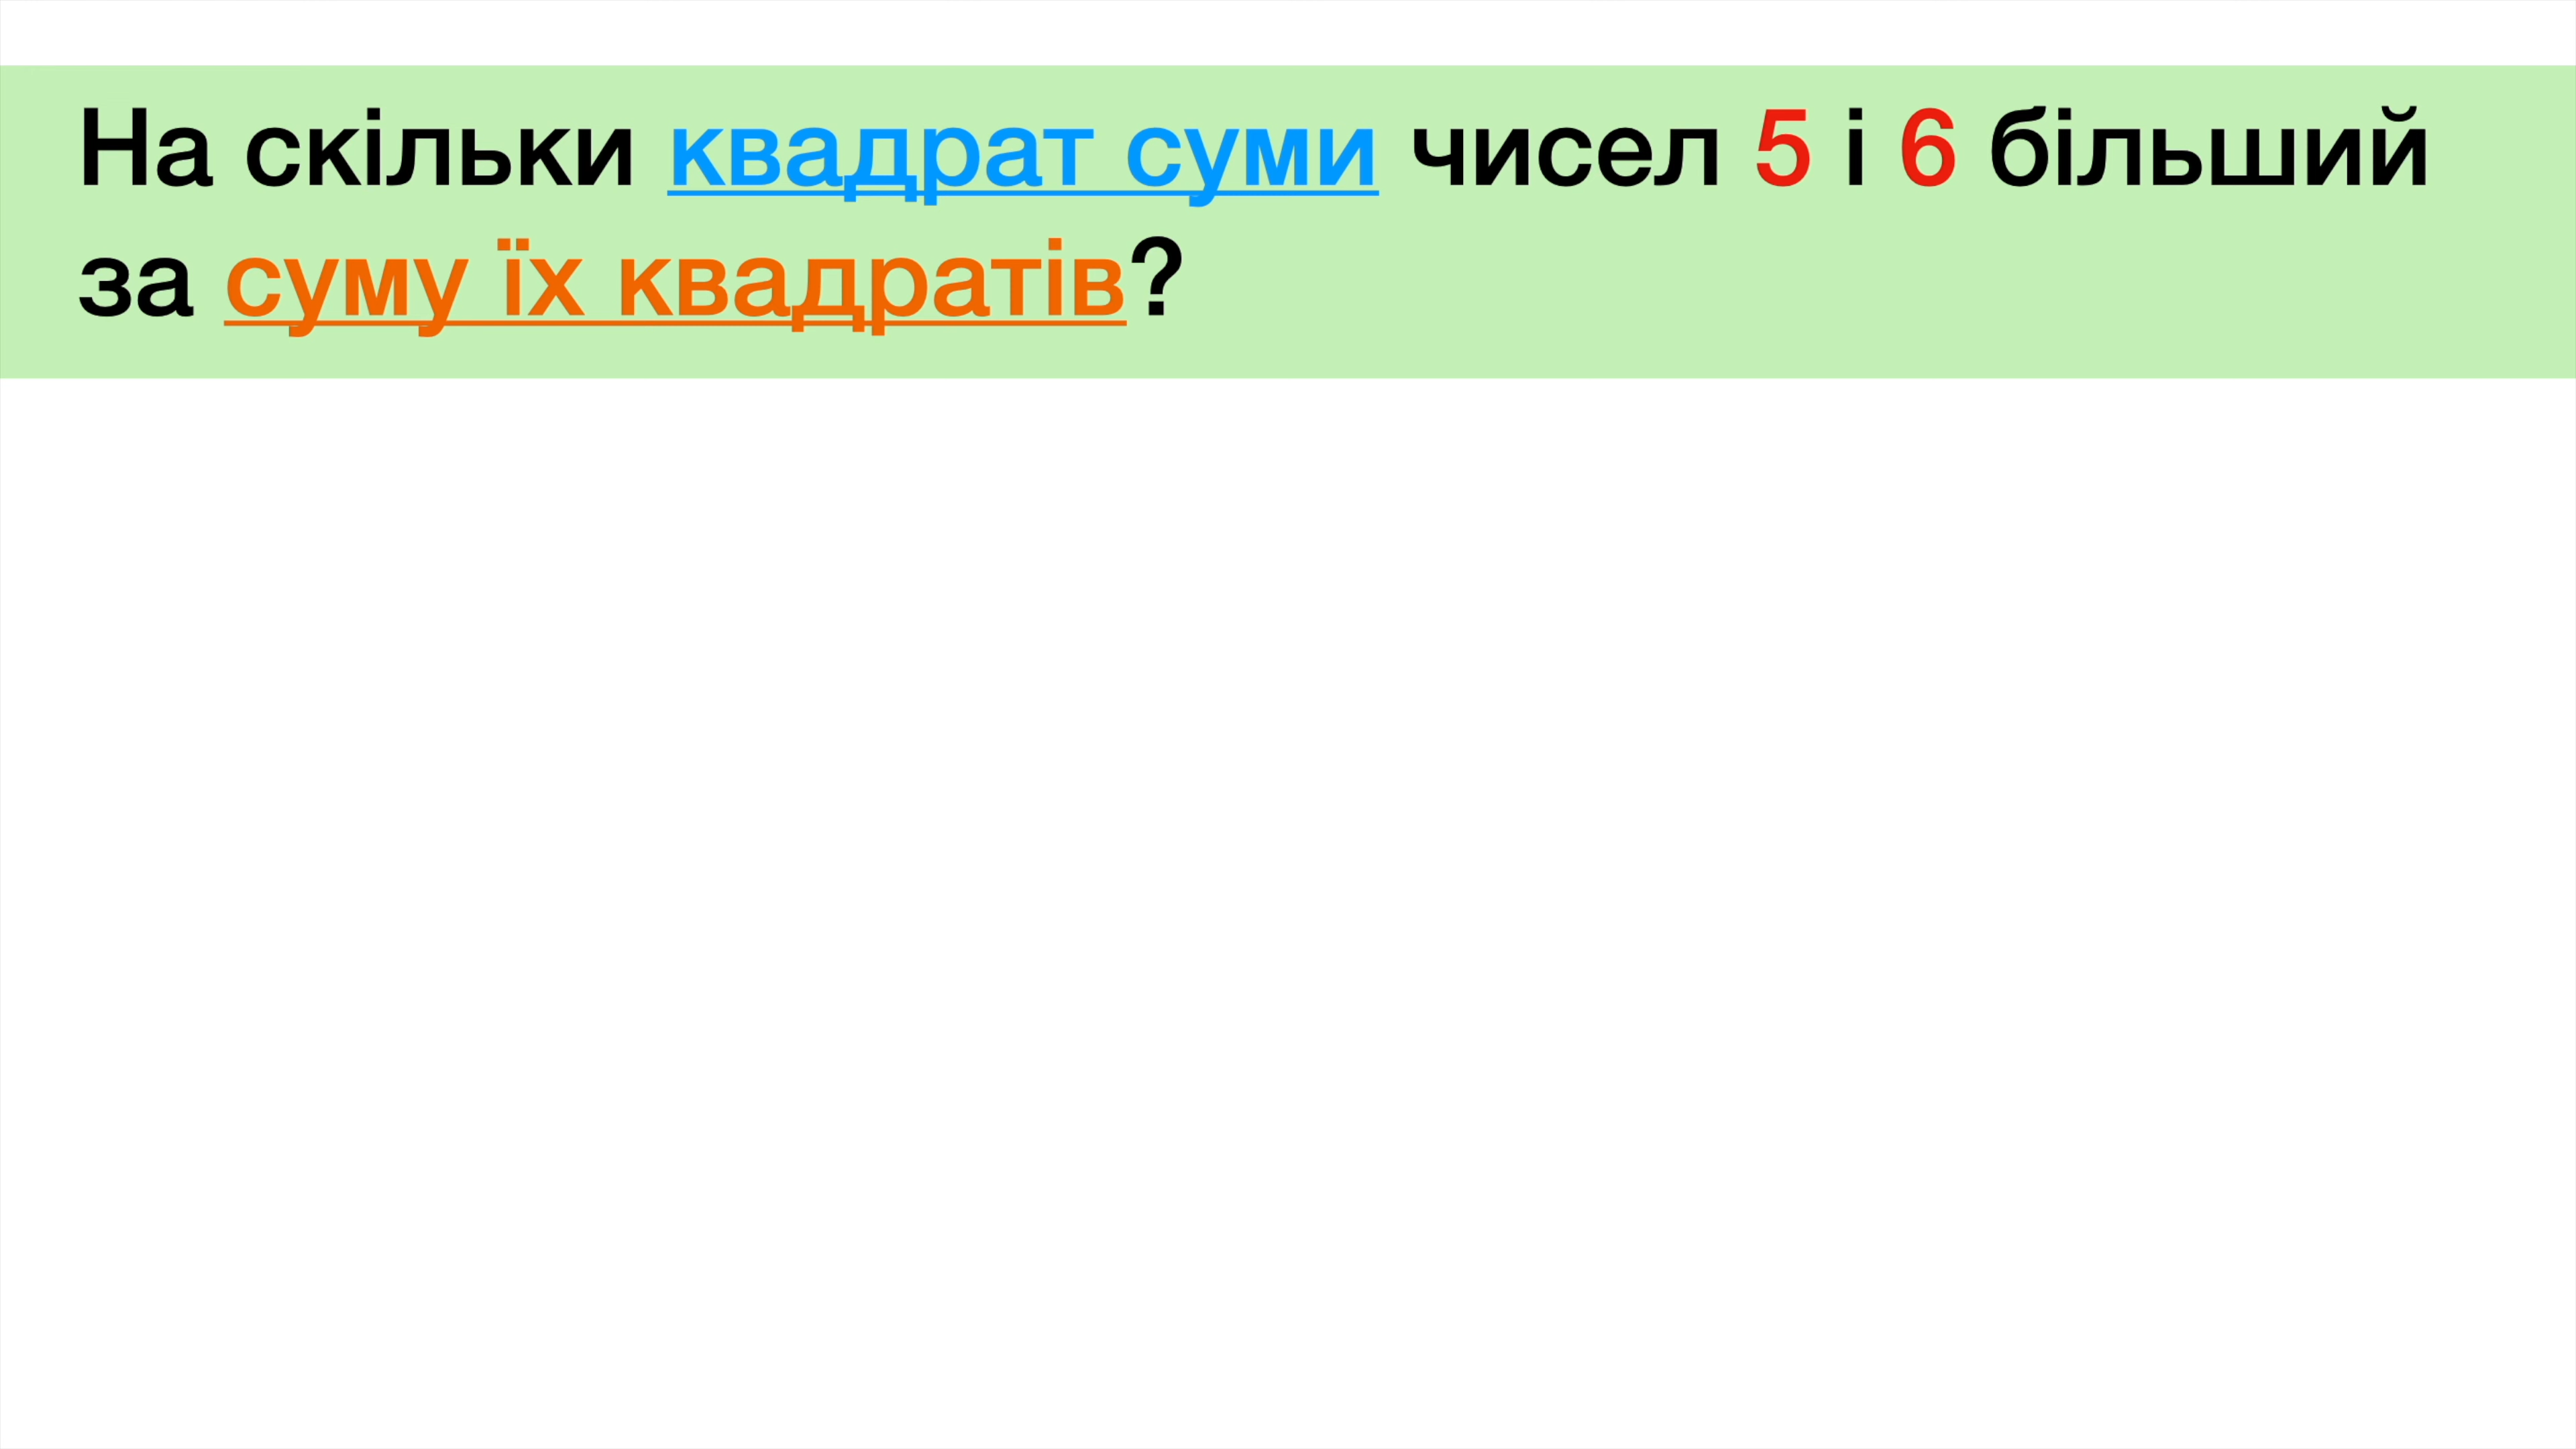 На скільки квадрат суми чисел 5 і 6 більший
за суму їх квадратів?